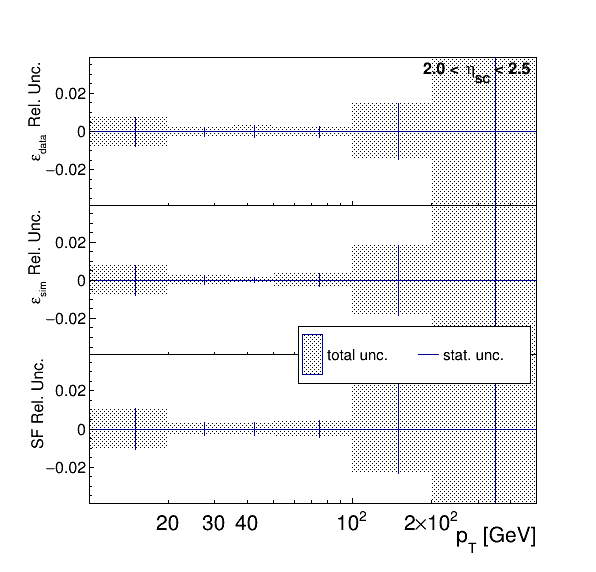 2.0 < η_SC < 2.5
ε_data Rel. Unc.
0.02
0
−0.02
ε_sim Rel. Unc.
0.02
0
−0.02
total unc.
stat. unc.
SF Rel. Unc.
0.02
0
−0.02
20 30 40 10² 2×10²
p_T [GeV]